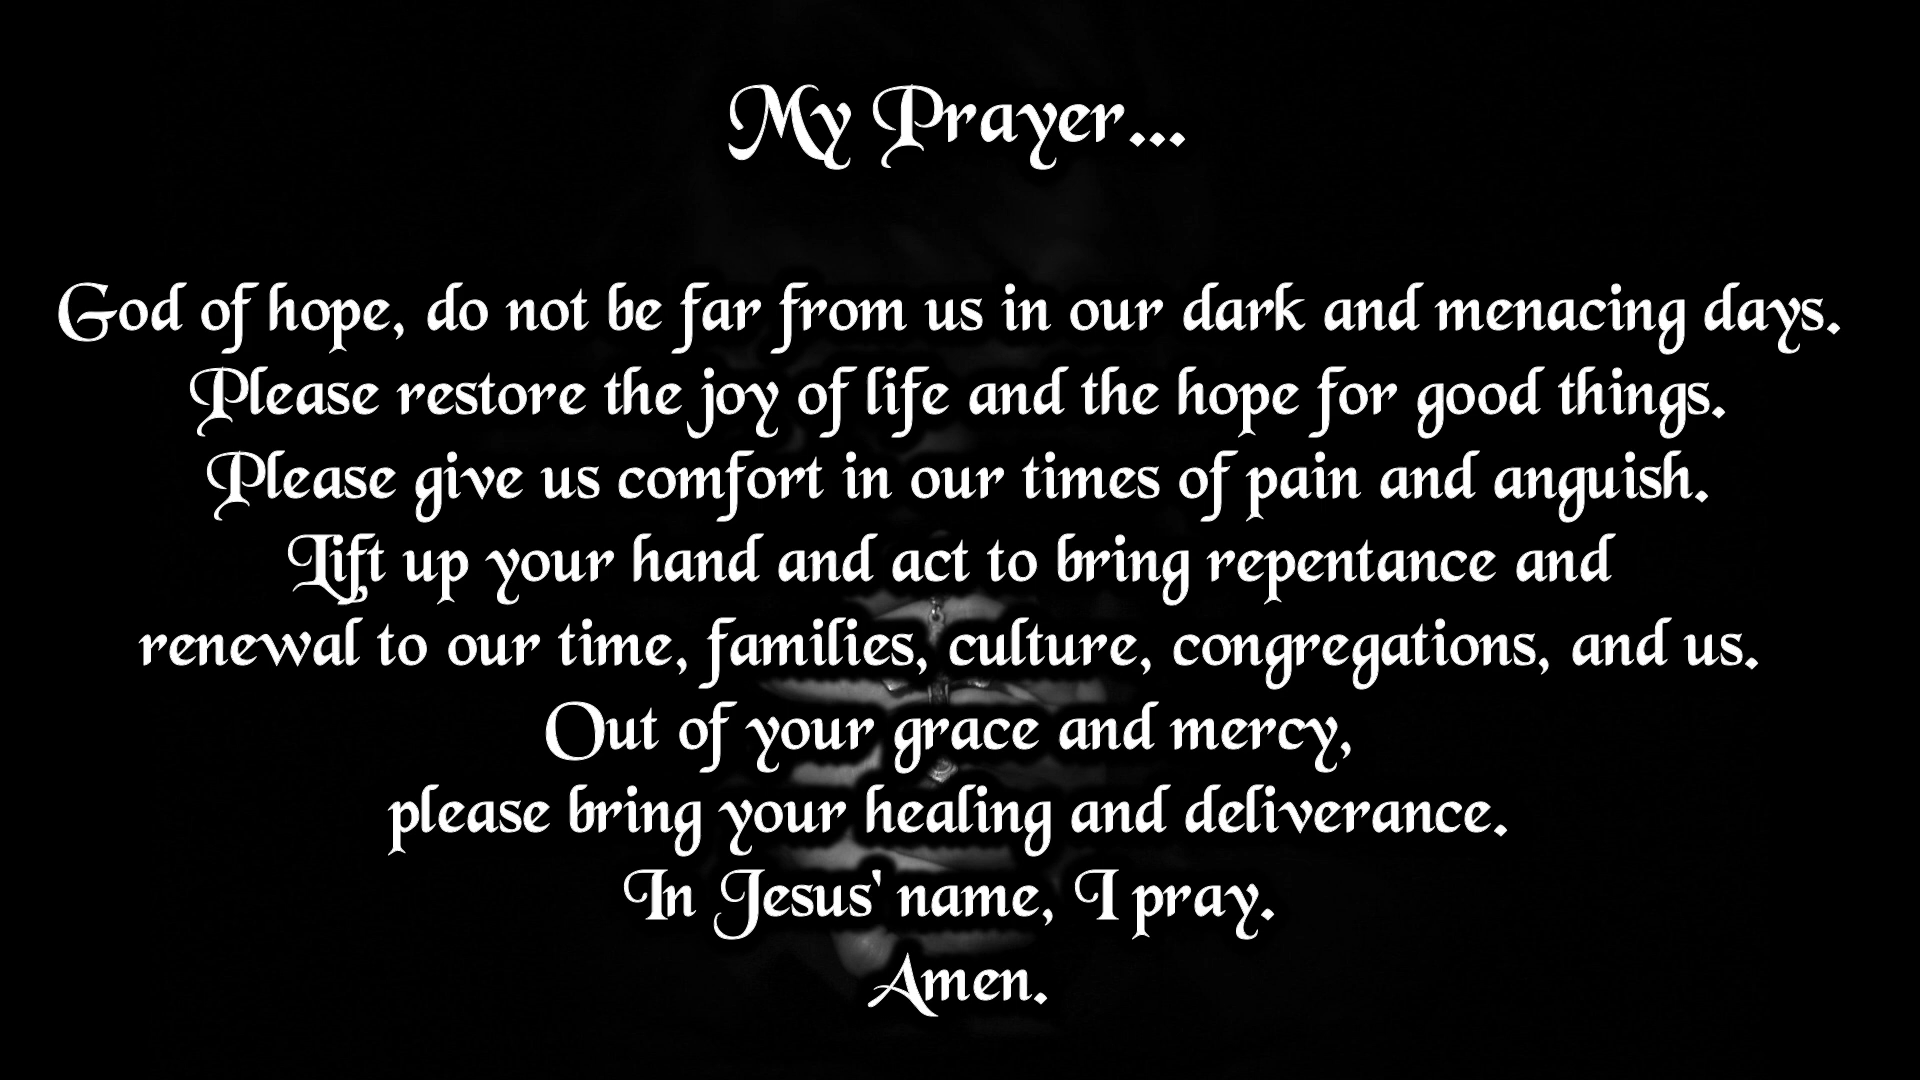 My Prayer...
God of hope, do not be far from us in our dark and menacing days.
Please restore the joy of life and the hope for good things.
Please give us comfort in our times of pain and anguish.
Lift up your hand and act to bring repentance and
renewal to our time, families, culture, congregations, and us.
Out of your grace and mercy,
please bring your healing and deliverance.
In Jesus' name, I pray.
Amen.